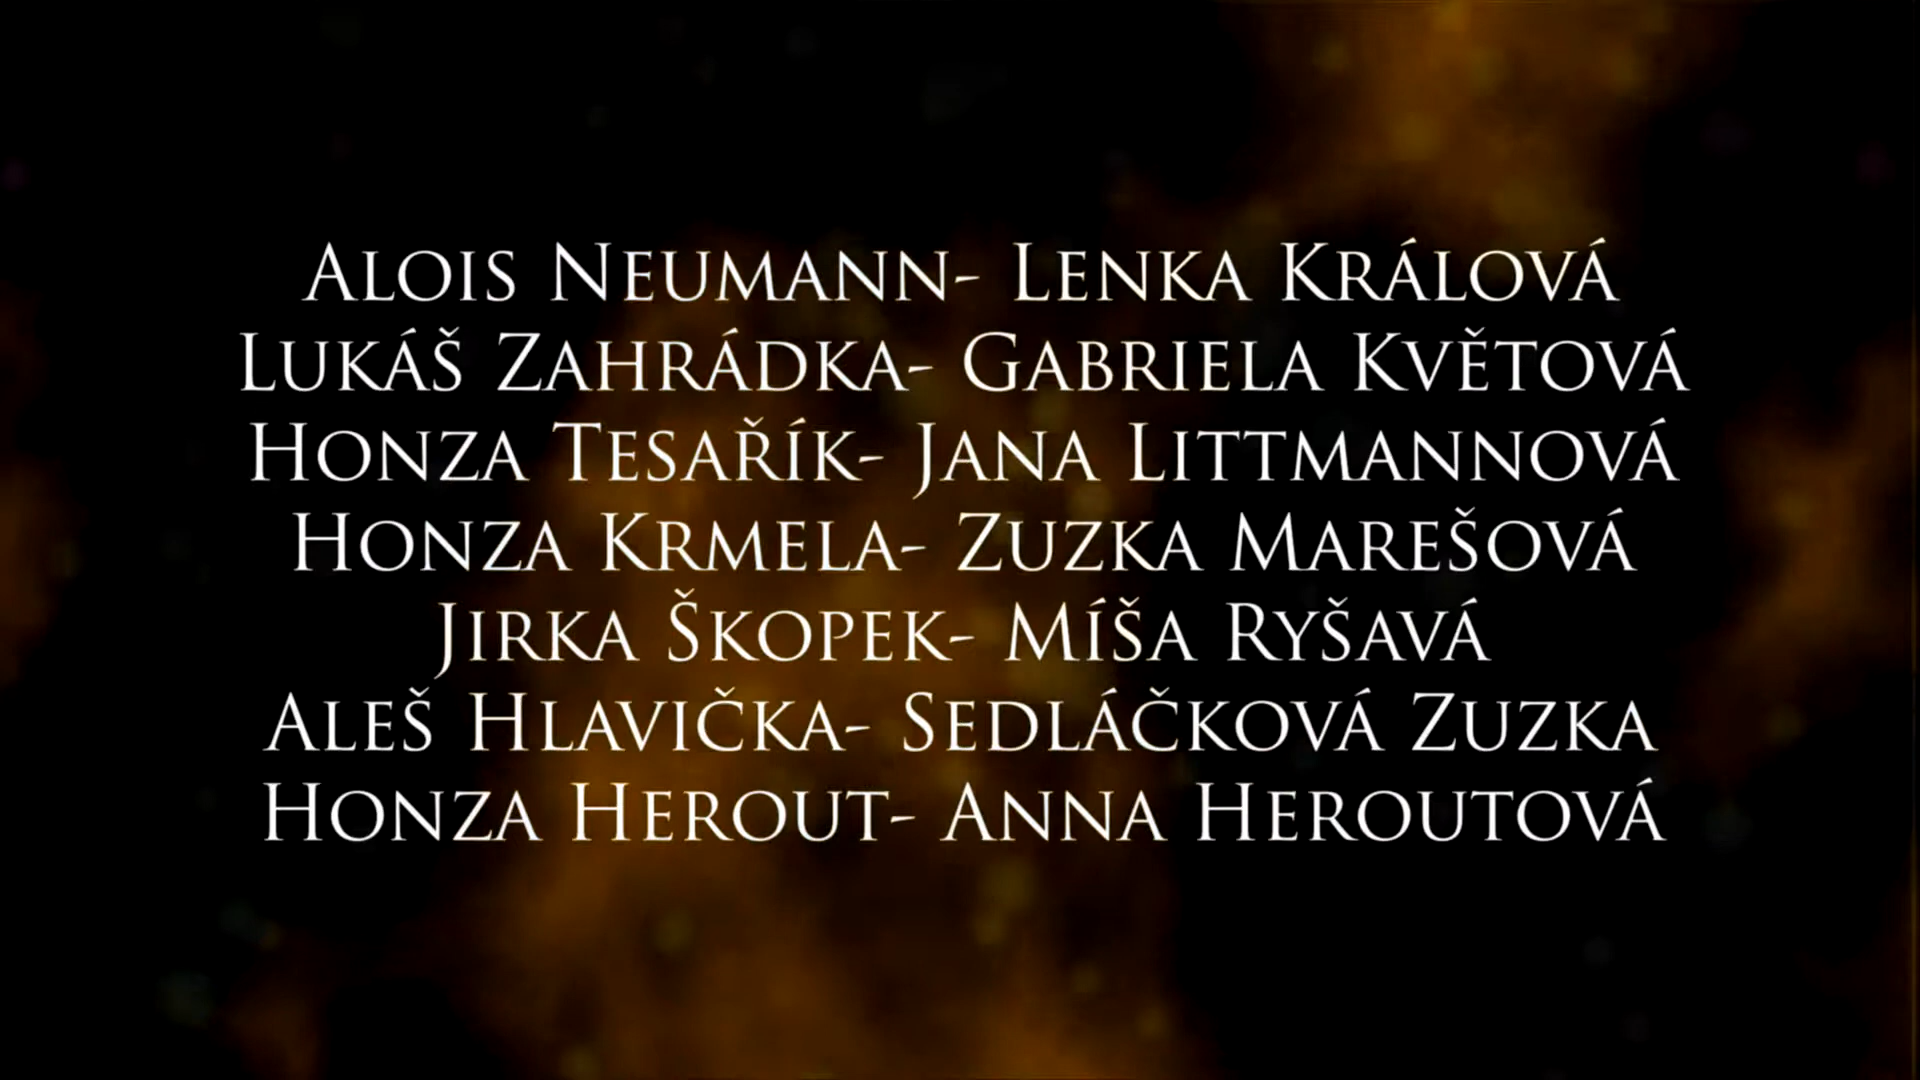 Alois Neumann- Lenka Králová
Lukáš Zahrádka- Gabriela Květová
Honza Tesařík- Jana Littmannová
Honza Krmela- Zuzka Marešová
Jirka Škopek- Míša Ryšavá
Aleš Hlavička- Sedláčková Zuzka
Honza Herout- Anna Heroutová